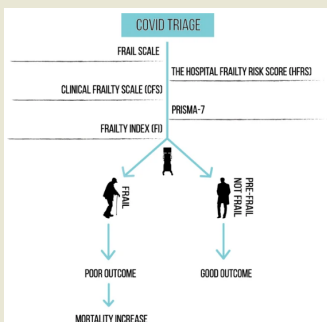 COVID TRIAGE
FRAIL SCALE
THE HOSPITAL FRAILTY RISK SCORE (HFRS)
CLINICAL FRAILTY SCALE (CFS)
PRISMA-7
FRAILTY INDEX (FI)
FRAIL
PRE-FRAIL
NOT FRAIL
POOR OUTCOME
GOOD OUTCOME
MORTALITY INCREASE